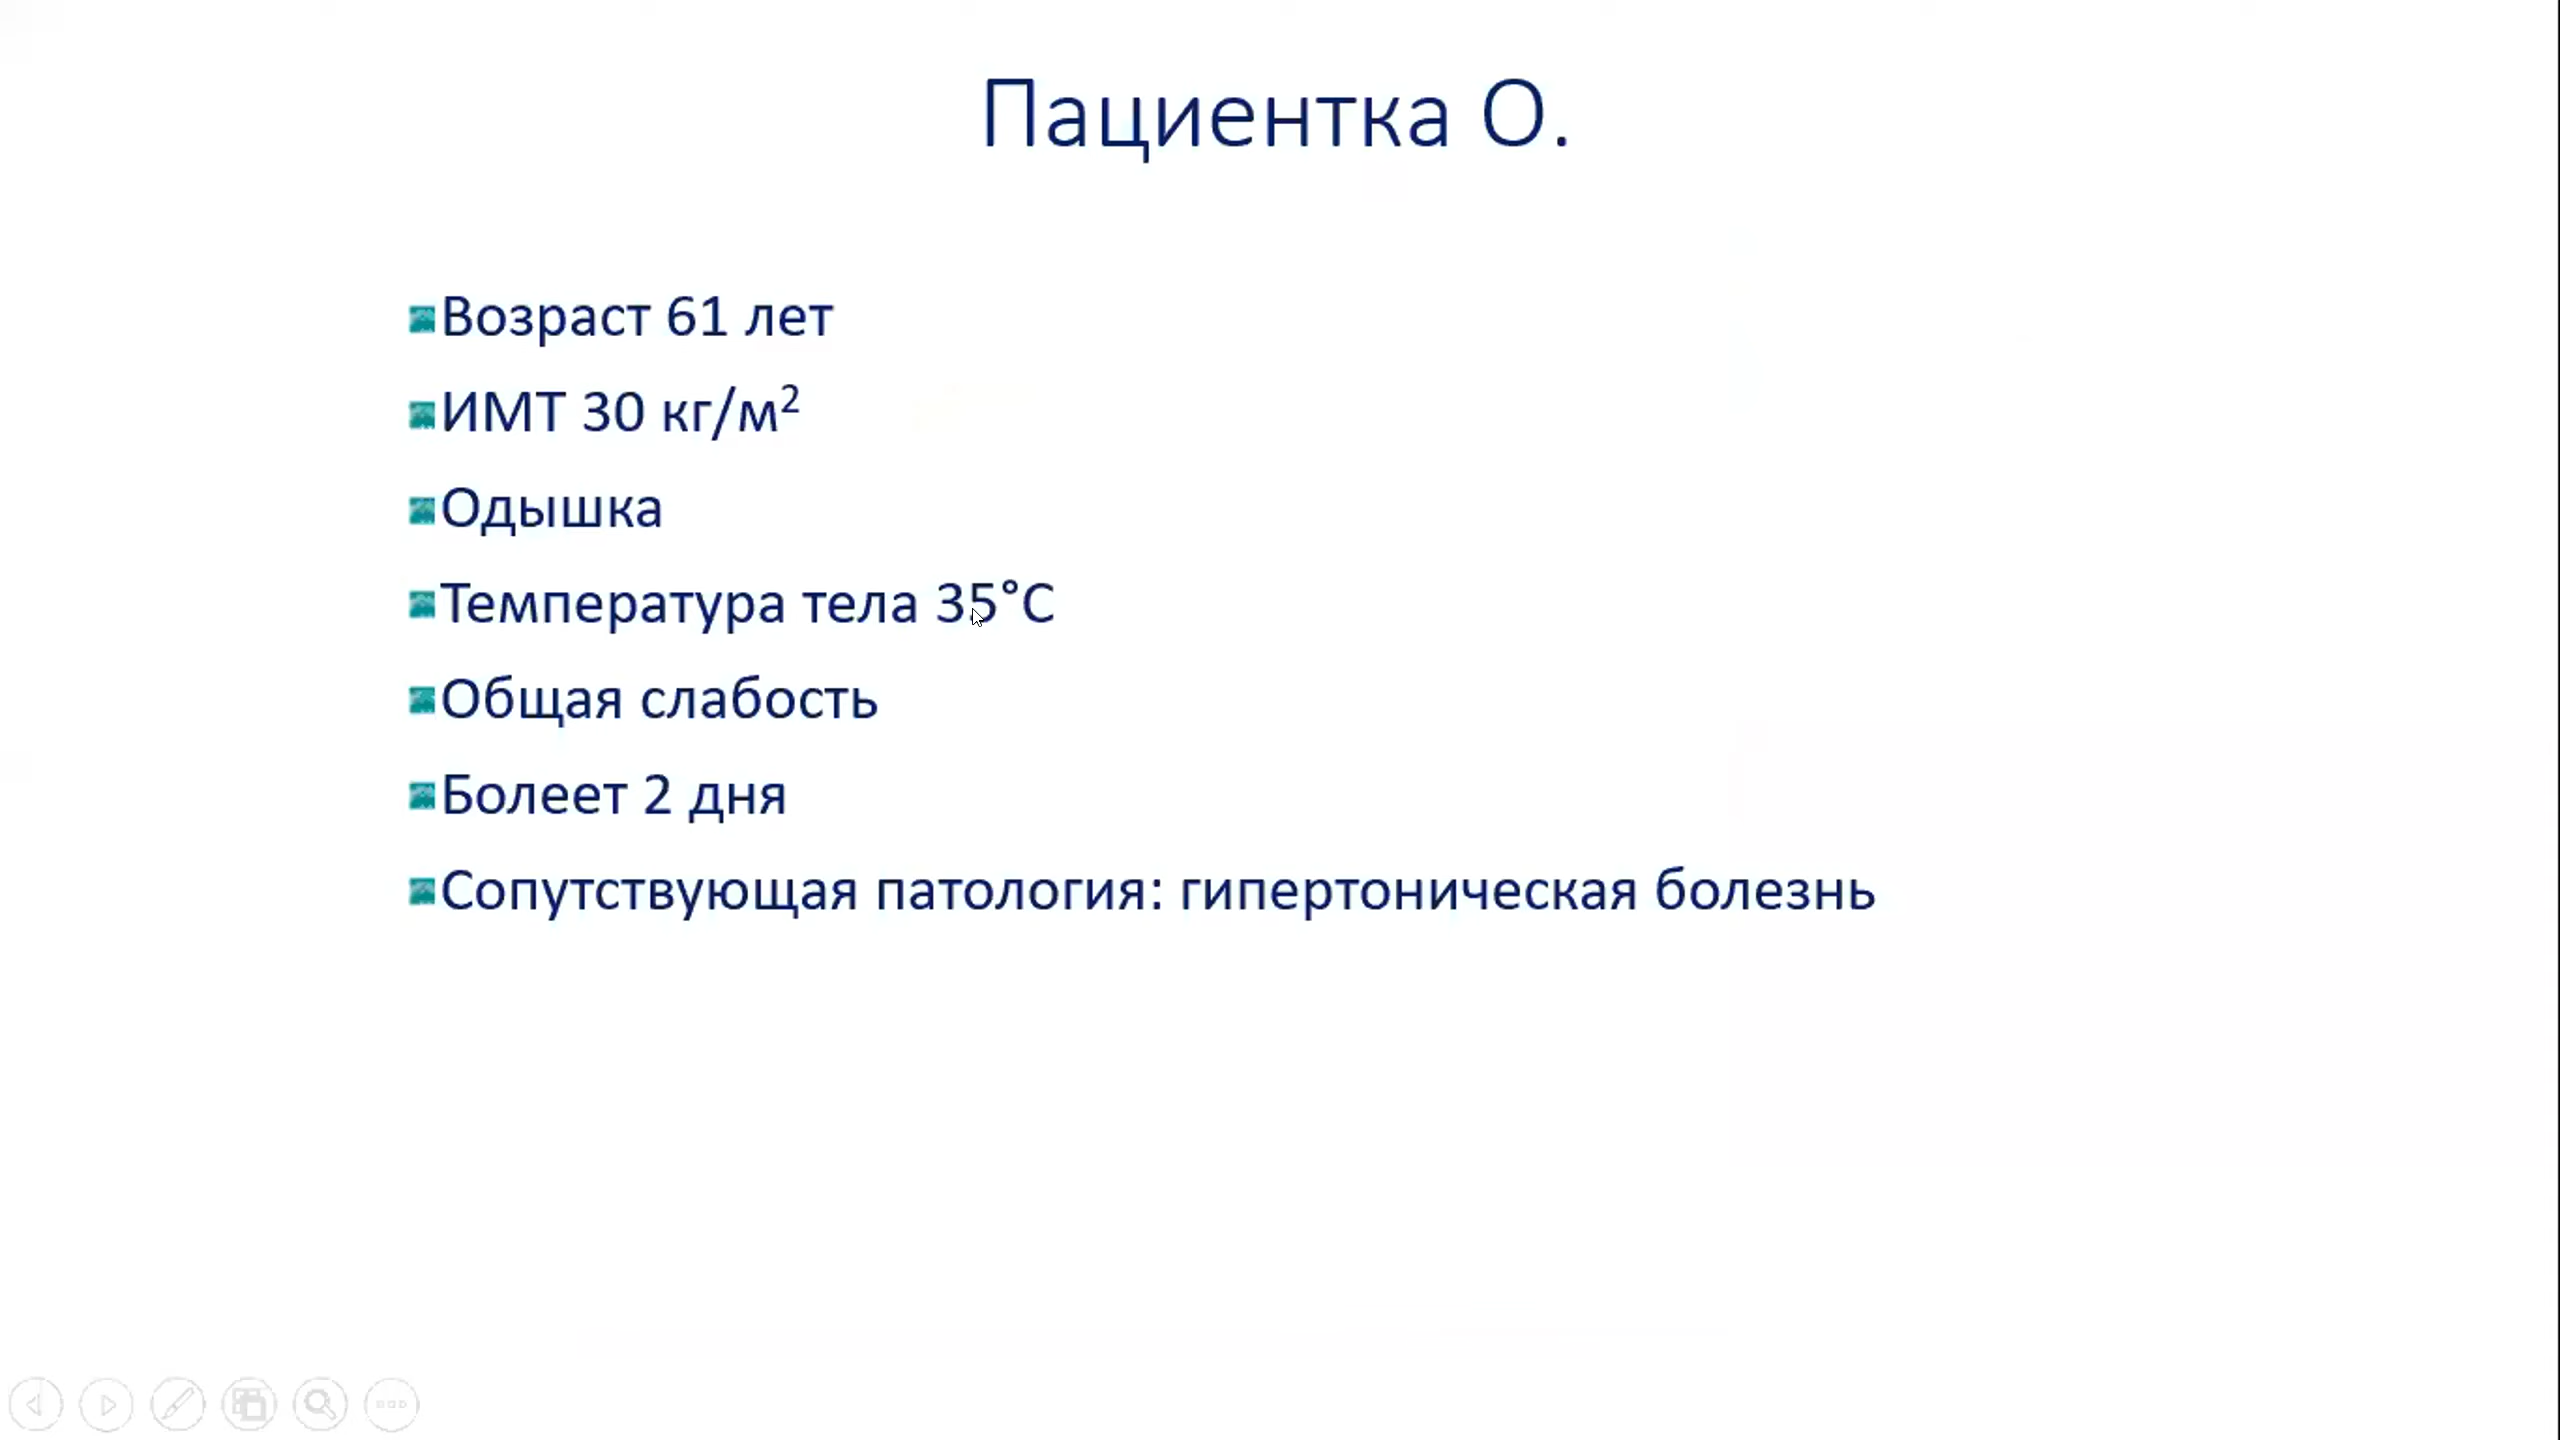 Пациентка О.
Возраст 61 лет
ИМТ 30 кг/м²
Одышка
Температура тела 35°С
Общая слабость
Болеет 2 дня
Сопутствующая патология: гипертоническая болезнь